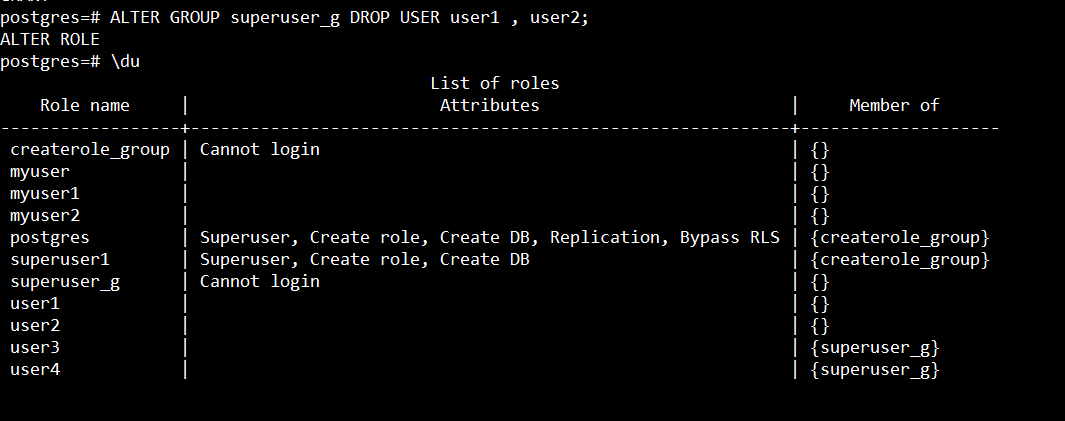 postgres=# ALTER GROUP superuser_g DROP USER user1 , user2;
ALTER ROLE
postgres=# \du
                                       List of roles
    Role name     |                         Attributes                         |     Member of
------------------+------------------------------------------------------------+--------------------
 createrole_group | Cannot login                                               | {}
 myuser           |                                                            | {}
 myuser1          |                                                            | {}
 myuser2          |                                                            | {}
 postgres         | Superuser, Create role, Create DB, Replication, Bypass RLS | {createrole_group}
 superuser1       | Superuser, Create role, Create DB                          | {createrole_group}
 superuser_g      | Cannot login                                               | {}
 user1            |                                                            | {}
 user2            |                                                            | {}
 user3            |                                                            | {superuser_g}
 user4            |                                                            | {superuser_g}